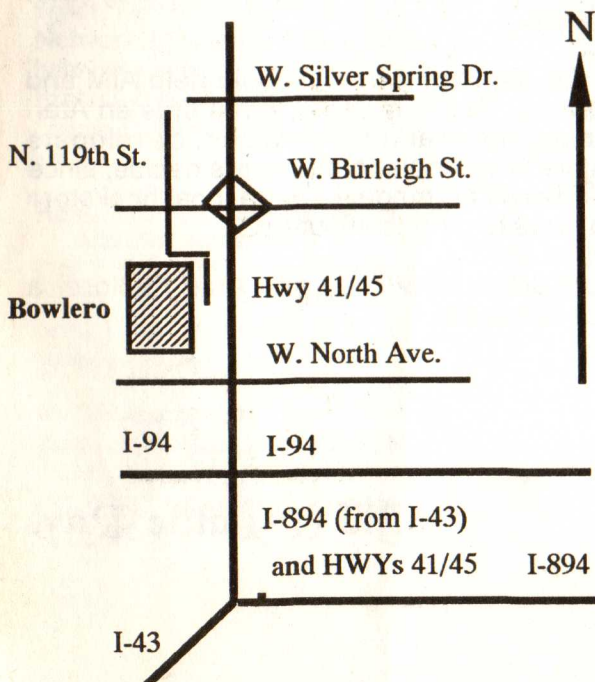 N
W. Silver Spring Dr.
N. 119th St.
W. Burleigh St.
Hwy 41/45
Bowlero
W. North Ave.
I-94
I-94
I-894 (from I-43)
and HWYs 41/45
I-894
I-43